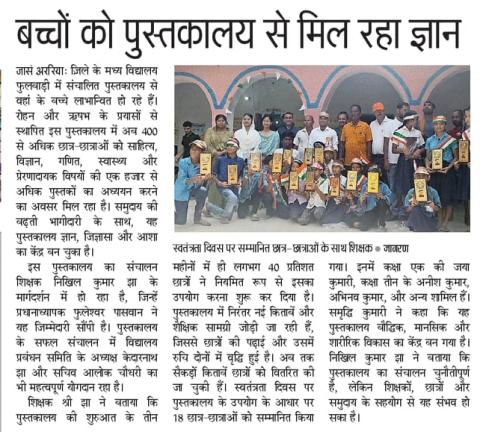 बच्चों को पुस्तकालय से मिल रहा ज्ञान
जासं अररियाः ज़िले के मध्य विद्यालय
फुलवाड़ी में संचालित पुस्तकालय से
वहां के बच्चे लाभान्वित हो रहे हैं।
रोहन और ऋषभ के प्रयासों से
स्थापित इस पुस्तकालय में अब 400
से अधिक छात्र-छात्राओं को साहित्य,
विज्ञान, गणित, स्वास्थ्य और
प्रेरणादायक विषयों की एक हजार से
अधिक पुस्तकों का अध्ययन करने
का अवसर मिल रहा है। समुदाय की
बढ़ती भागीदारी के साथ, यह
पुस्तकालय ज्ञान, जिज्ञासा और आशा
का केंद्र बन चुका है।
इस पुस्तकालय का संचालन
शिक्षक निखिल कुमार झा के
मार्गदर्शन में हो रहा है, जिन्हें
प्रधानाध्यापक फुलेश्वर पासवान ने
यह जिम्मेदारी सौंपी है। पुस्तकालय
के सफल संचालन में विद्यालय
प्रबंधन समिति के अध्यक्ष केदारनाथ
झा और सचिव आलोक चौधरी का
भी महत्वपूर्ण योगदान रहा है।
शिक्षक श्री झा ने बताया कि
पुस्तकालय की शुरुआत के तीन
स्वतंत्रता दिवस पर सम्मानित छात्र-छात्राओं के साथ शिक्षक ● जागरण
महीनों में ही लगभग 40 प्रतिशत
छात्रों ने नियमित रूप से इसका
उपयोग करना शुरू कर दिया है।
पुस्तकालय में निरंतर नई किताबें और
शैक्षिक सामग्री जोड़ी जा रही हैं,
जिससे छात्रों की पढ़ाई और उसमें
रुचि दोनों में वृद्धि हुई है। अब तक
सैकड़ों किताबें छात्रों को वितरित की
जा चुकी हैं। स्वतंत्रता दिवस पर
पुस्तकालय के उपयोग के आधार पर
18 छात्र-छात्राओं को सम्मानित किया
गया। इनमें कक्षा एक की जया
कुमारी, कक्षा तीन के अनीश कुमार,
अभिनव कुमार, और अन्य शामिल हैं।
समृद्धि कुमारी ने कहा कि यह
पुस्तकालय बौद्धिक, मानसिक और
शारीरिक विकास का केंद्र बन गया है।
निखिल कुमार झा ने बताया कि
पुस्तकालय का संचालन चुनौतीपूर्ण
है, लेकिन शिक्षकों, छात्रों और
समुदाय के सहयोग से यह संभव हो
सका है।